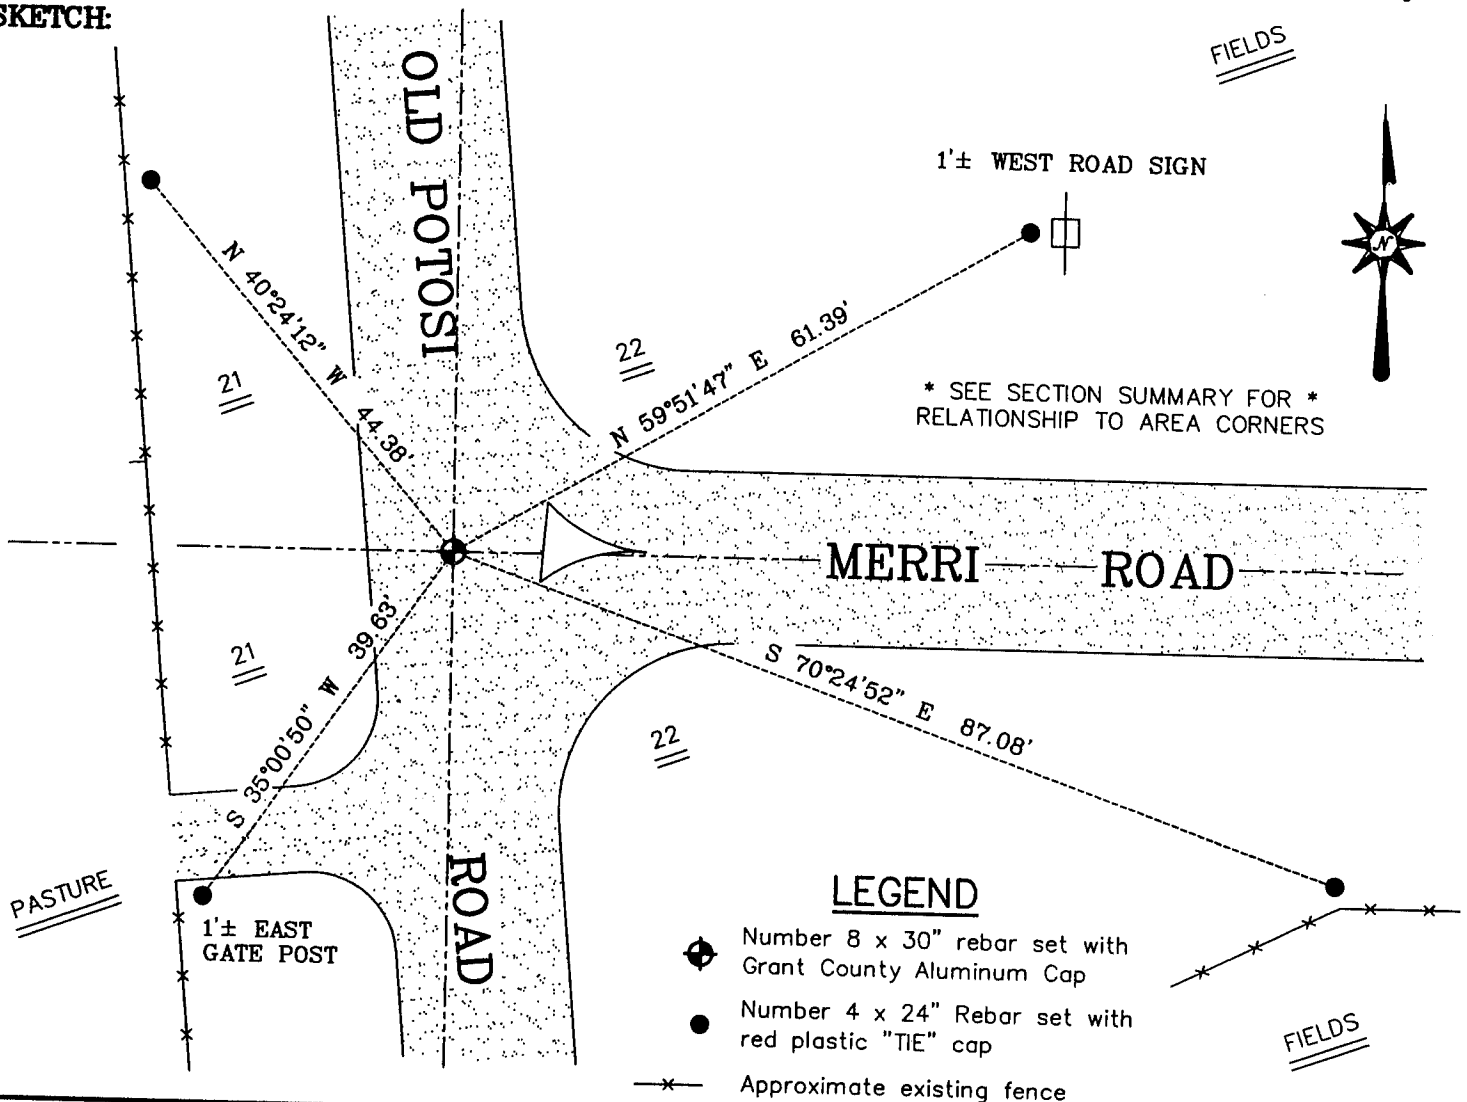 SKETCH:
FIELDS
OLD POTOSI
1'± WEST ROAD SIGN
N
N 40°24'12" W 44.38'
N 59°51'47" E 61.39'
22
21
* SEE SECTION SUMMARY FOR *
RELATIONSHIP TO AREA CORNERS
MERRI ROAD
21
S 35°00'50" W 39.63'
S 70°24'52" E 87.08'
22
PASTURE
1'± EAST
GATE POST
ROAD
LEGEND
Number 8 x 30" rebar set with
Grant County Aluminum Cap
Number 4 x 24" Rebar set with
red plastic "TIE" cap
Approximate existing fence
FIELDS